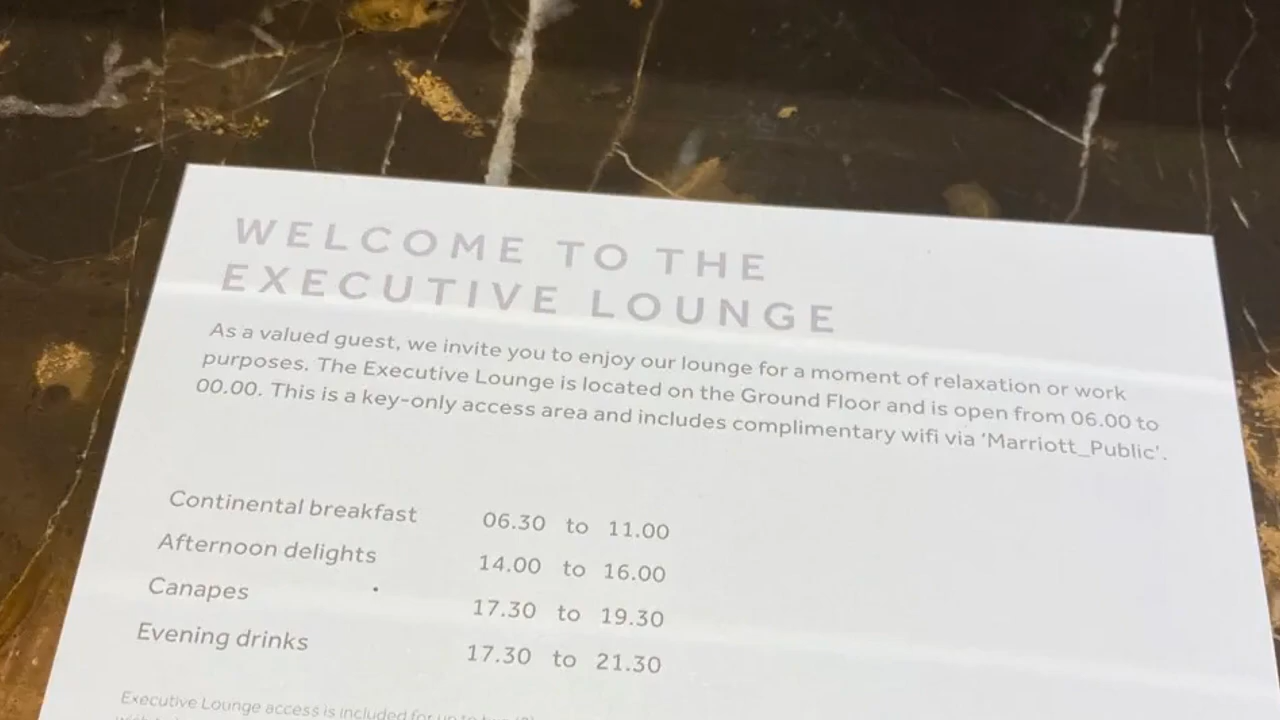 WELCOME TO THE
EXECUTIVE LOUNGE
As a valued guest, we invite you to enjoy our lounge for a moment of relaxation or work
purposes. The Executive Lounge is located on the Ground Floor and is open from 06.00 to
00.00. This is a key-only access area and includes complimentary wifi via 'Marriott_Public'.
Continental breakfast 06.30 to 11.00
Afternoon delights 14.00 to 16.00
Canapes 17.30 to 19.30
Evening drinks 17.30 to 21.30
Executive Lounge access is included for up to